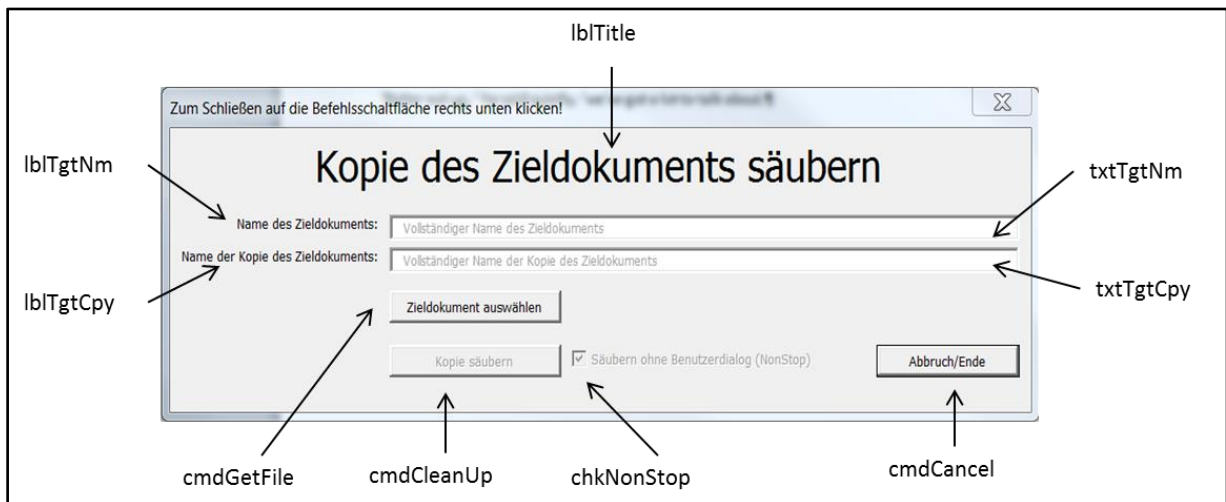 lblTitle
Zum Schließen auf die Befehlsschaltfläche rechts unten klicken!
lblTgtNm
Kopie des Zieldokuments säubern
txtTgtNm
Name des Zieldokuments:
Vollständiger Name des Zieldokuments
Name der Kopie des Zieldokuments:
Vollständiger Name der Kopie des Zieldokuments
lblTgtCpy
txtTgtCpy
Zieldokument auswählen
Kopie säubern
Säubern ohne Benutzerdialog (NonStop)
Abbruch/Ende
cmdGetFile
cmdCleanUp
chkNonStop
cmdCancel